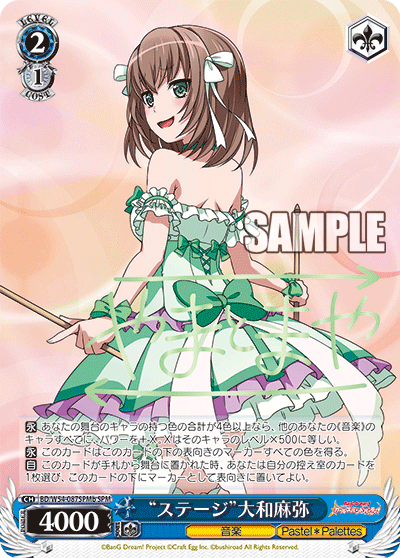 LEVEL
2
1
COST
SAMPLE
やまとまや
永 あなたの舞台のキャラの持つ色の合計が4色以上なら、他のあなたの《音楽》の
キャラすべてに、パワーを＋X。Xはそのキャラのレベル×500に等しい。
永 このカードはこのカードの下の表向きのマーカーすべての色を得る。
自 このカードが手札から舞台に置かれた時、あなたは自分の控え室のカードを
1枚選び、このカードの下にマーカーとして表向きに置く。
CH BD/W54-087SPMb SPM
4000
“ステージ”大和麻弥
音楽
Pastel＊Palettes
©BanG Dream! Project ©Craft Egg Inc. ©bushiroad All Rights Reserved.